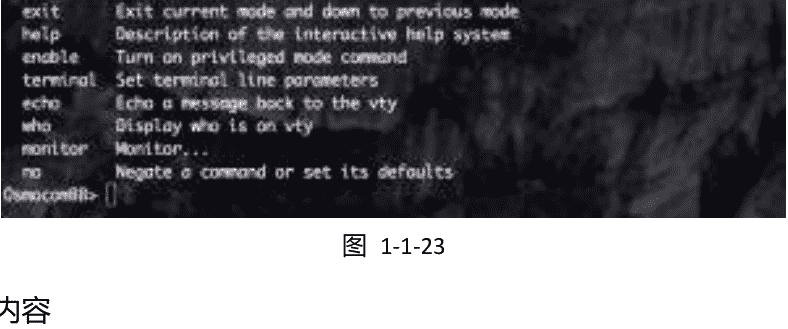 exit Exit current mode and down to previous mode
help Description of the interactive help system
enable Turn on privileged mode command
terminal Set terminal line parameters
echo Echo a message back to the vty
who Display who is on vty
monitor Monitor...
no Negate a command or set its defaults
OsmocomBB>
图 1-1-23
内容